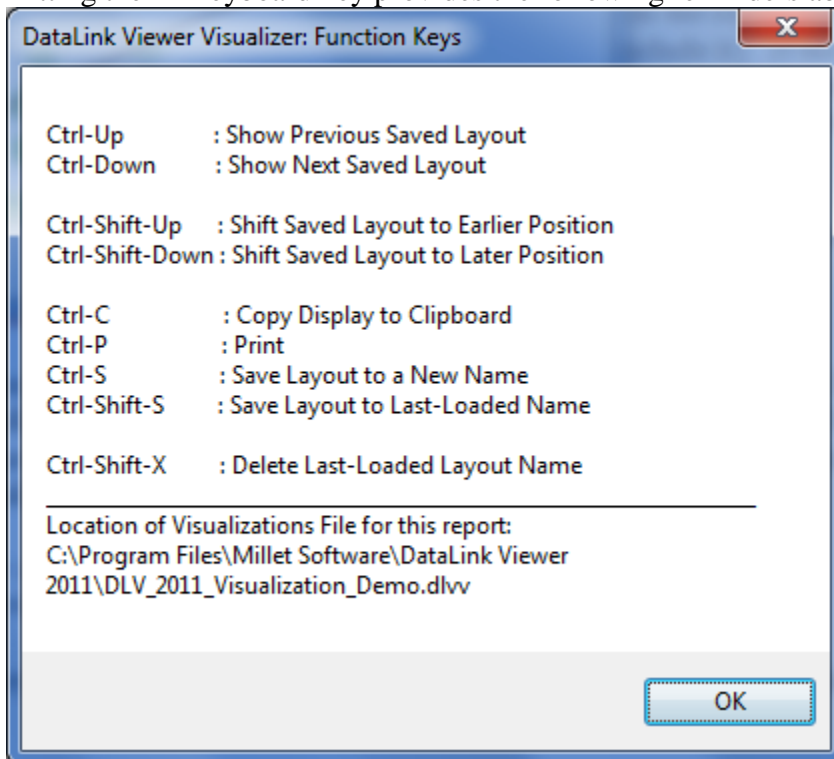 DataLink Viewer Visualizer: Function Keys
Ctrl-Up : Show Previous Saved Layout
Ctrl-Down : Show Next Saved Layout
Ctrl-Shift-Up : Shift Saved Layout to Earlier Position
Ctrl-Shift-Down : Shift Saved Layout to Later Position
Ctrl-C : Copy Display to Clipboard
Ctrl-P : Print
Ctrl-S : Save Layout to a New Name
Ctrl-Shift-S : Save Layout to Last-Loaded Name
Ctrl-Shift-X : Delete Last-Loaded Layout Name
Location of Visualizations File for this report:
C:\Program Files\Millet Software\DataLink Viewer
2011\DLV_2011_Visualization_Demo.dlvv
OK